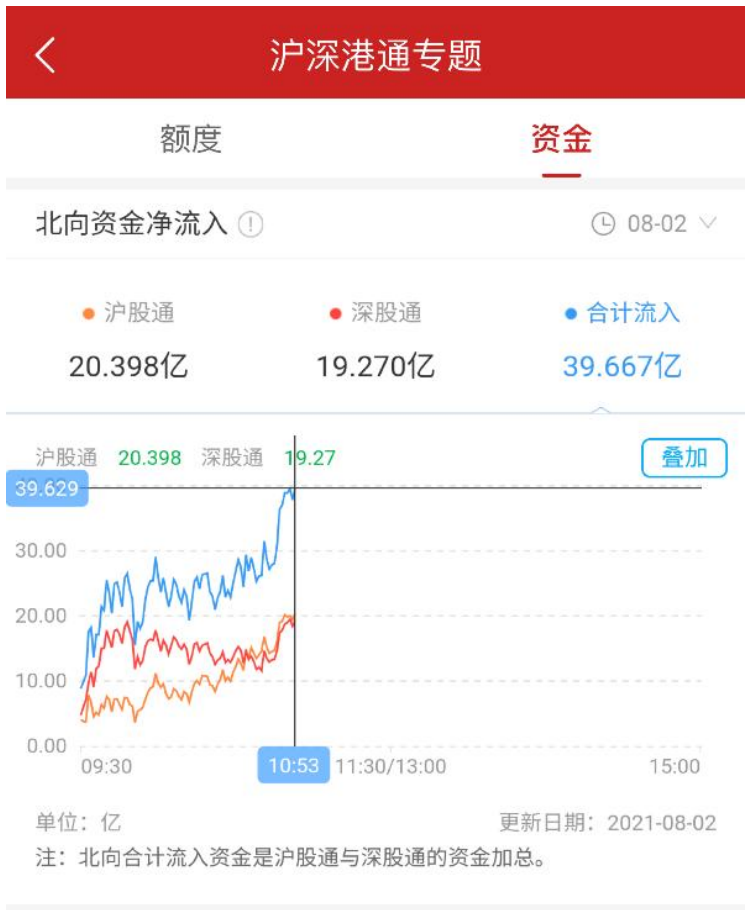 沪深港通专题
额度 资金
北向资金净流入 08-02
沪股通 深股通 合计流入
20.398亿 19.270亿 39.667亿
沪股通 20.398 深股通 19.27 叠加
39.629
30.00
20.00
10.00
0.00
09:30 10:53 11:30/13:00 15:00
单位：亿 更新日期：2021-08-02
注：北向合计流入资金是沪股通与深股通的资金加总。